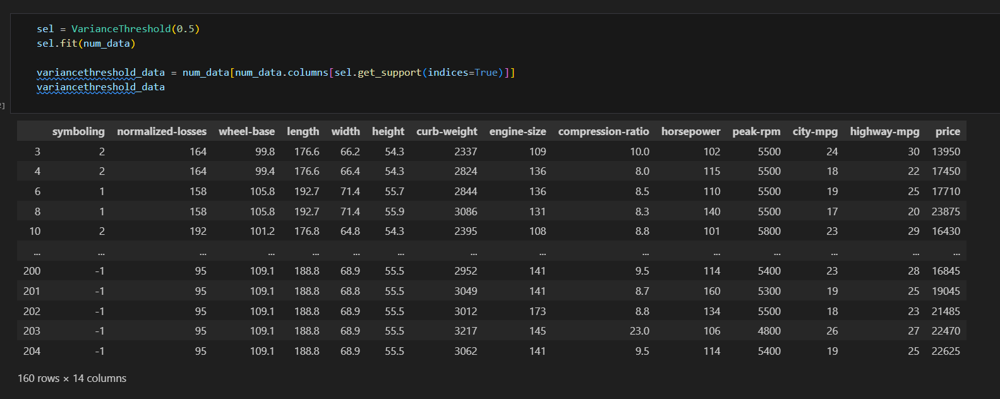 sel = VarianceThreshold(0.5)
sel.fit(num_data)
variancethreshold_data = num_data[num_data.columns[sel.get_support(indices=True)]]
variancethreshold_data
]
symboling normalized-losses wheel-base length width height curb-weight engine-size compression-ratio horsepower peak-rpm city-mpg highway-mpg price
3 2 164 99.8 176.6 66.2 54.3 2337 109 10.0 102 5500 24 30 13950
4 2 164 99.4 176.6 66.4 54.3 2824 136 8.0 115 5500 18 22 17450
6 1 158 105.8 192.7 71.4 55.7 2844 136 8.5 110 5500 19 25 17710
8 1 158 105.8 192.7 71.4 55.9 3086 131 8.3 140 5500 17 20 23875
10 2 192 101.2 176.8 64.8 54.3 2395 108 8.8 101 5800 23 29 16430
... ... ... ... ... ... ... ... ... ... ... ... ... ... ...
200 -1 95 109.1 188.8 68.9 55.5 2952 141 9.5 114 5400 23 28 16845
201 -1 95 109.1 188.8 68.8 55.5 3049 141 8.7 160 5300 19 25 19045
202 -1 95 109.1 188.8 68.9 55.5 3012 173 8.8 134 5500 18 23 21485
203 -1 95 109.1 188.8 68.9 55.5 3217 145 23.0 106 4800 26 27 22470
204 -1 95 109.1 188.8 68.9 55.5 3062 141 9.5 114 5400 19 25 22625
160 rows × 14 columns